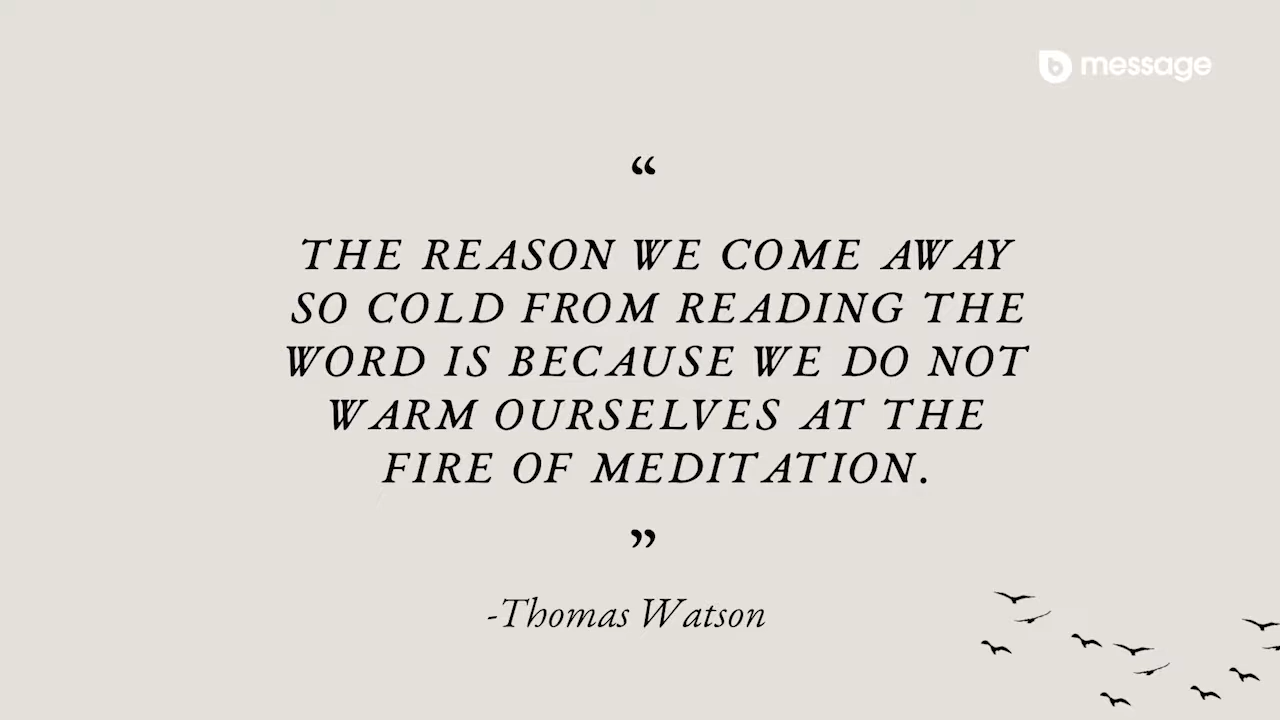 message
“
THE REASON WE COME AWAY
SO COLD FROM READING THE
WORD IS BECAUSE WE DO NOT
WARM OURSELVES AT THE
FIRE OF MEDITATION.
”
-Thomas Watson